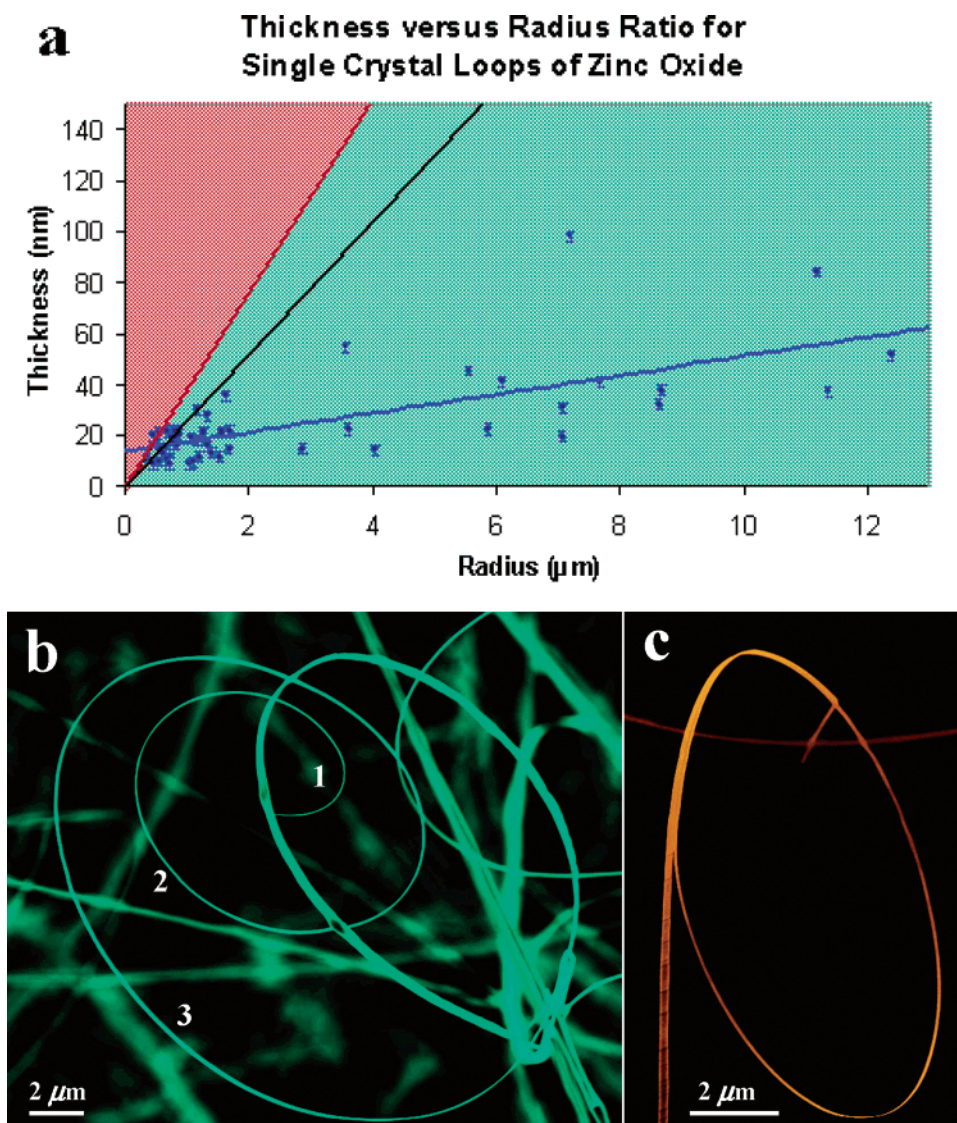 a
Thickness versus Radius Ratio for
Single Crystal Loops of Zinc Oxide
Thickness (nm)
140
120
100
80
60
40
20
0
0 2 4 6 8 10 12
Radius (µm)
b
1
2
3
2 µm
c
2 µm